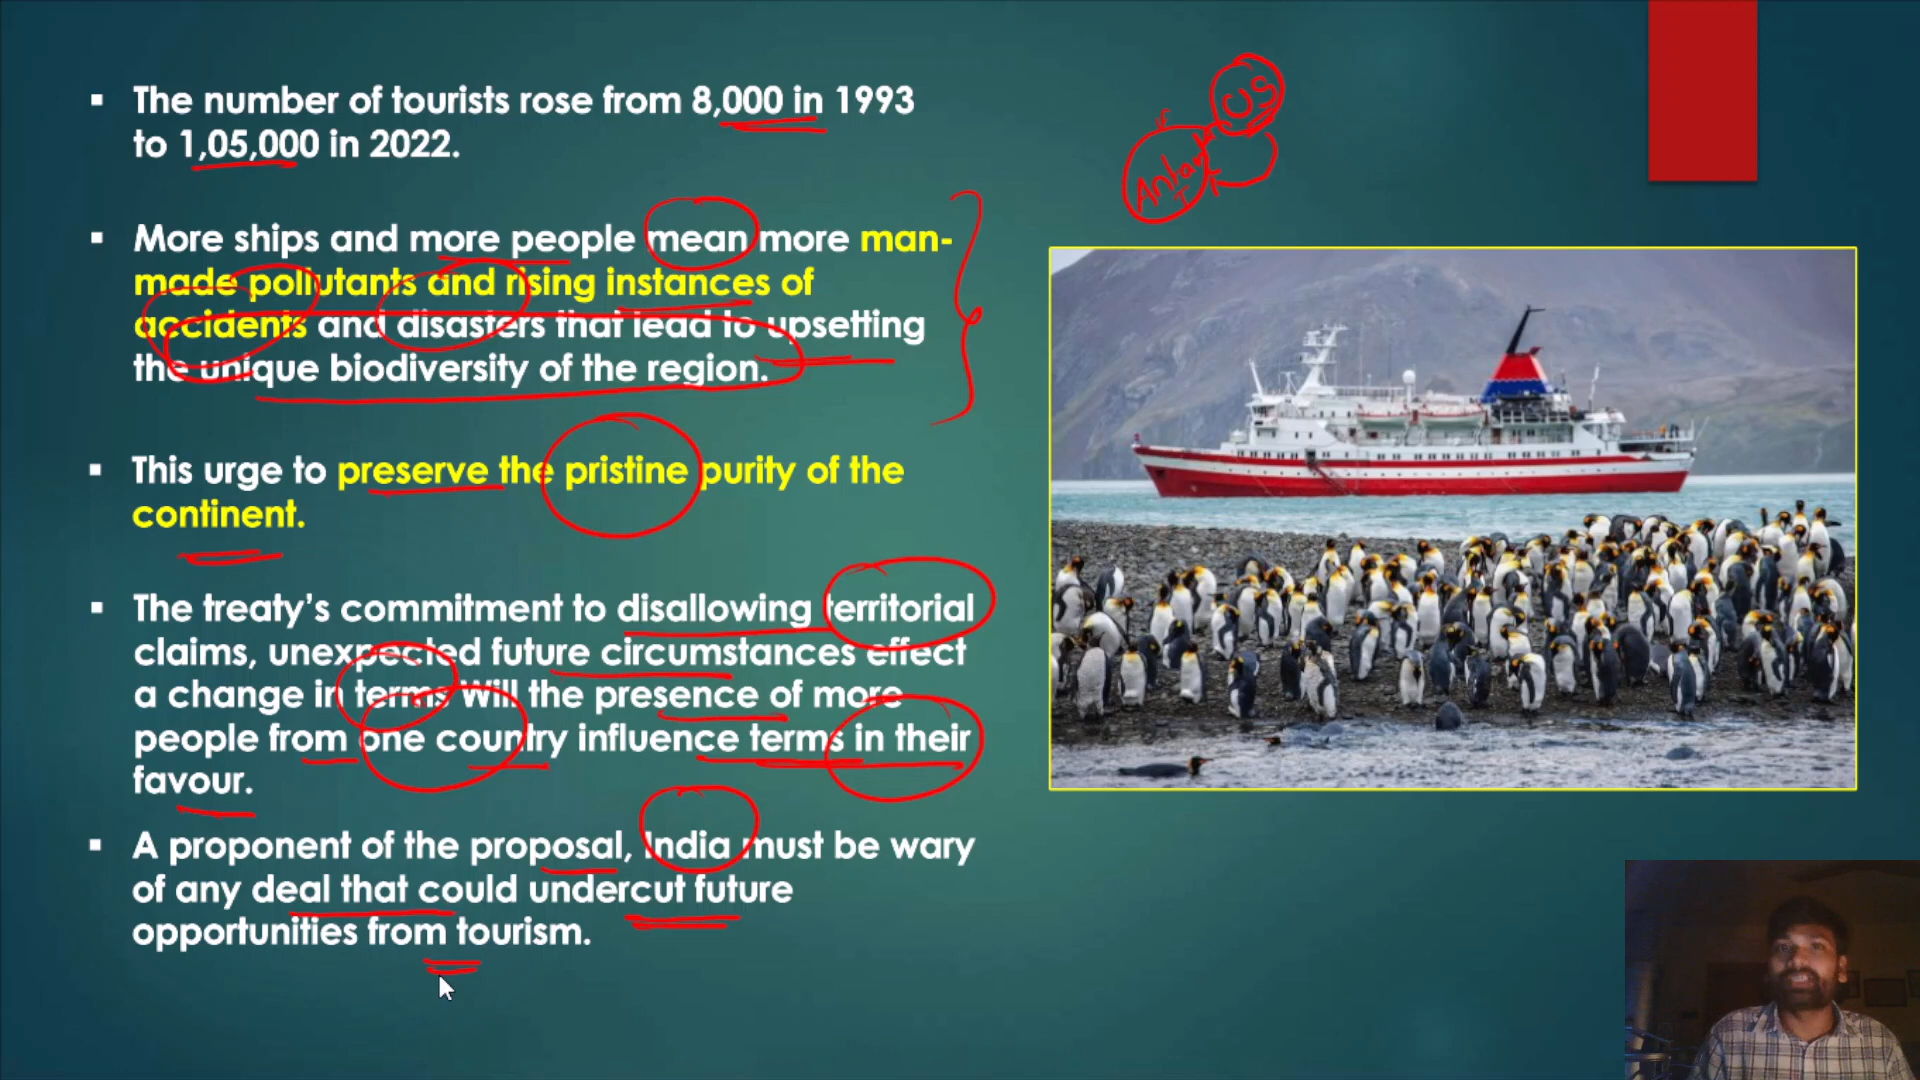 ▪ The number of tourists rose from 8,000 in 1993
to 1,05,000 in 2022.
▪ More ships and more people mean more man-
made pollutants and rising instances of
accidents and disasters that lead to upsetting
the unique biodiversity of the region.
▪ This urge to preserve the pristine purity of the
continent.
▪ The treaty's commitment to disallowing territorial
claims, unexpected future circumstances effect
a change in terms Will the presence of more
people from one country influence terms in their
favour.
▪ A proponent of the proposal, India must be wary
of any deal that could undercut future
opportunities from tourism.
US